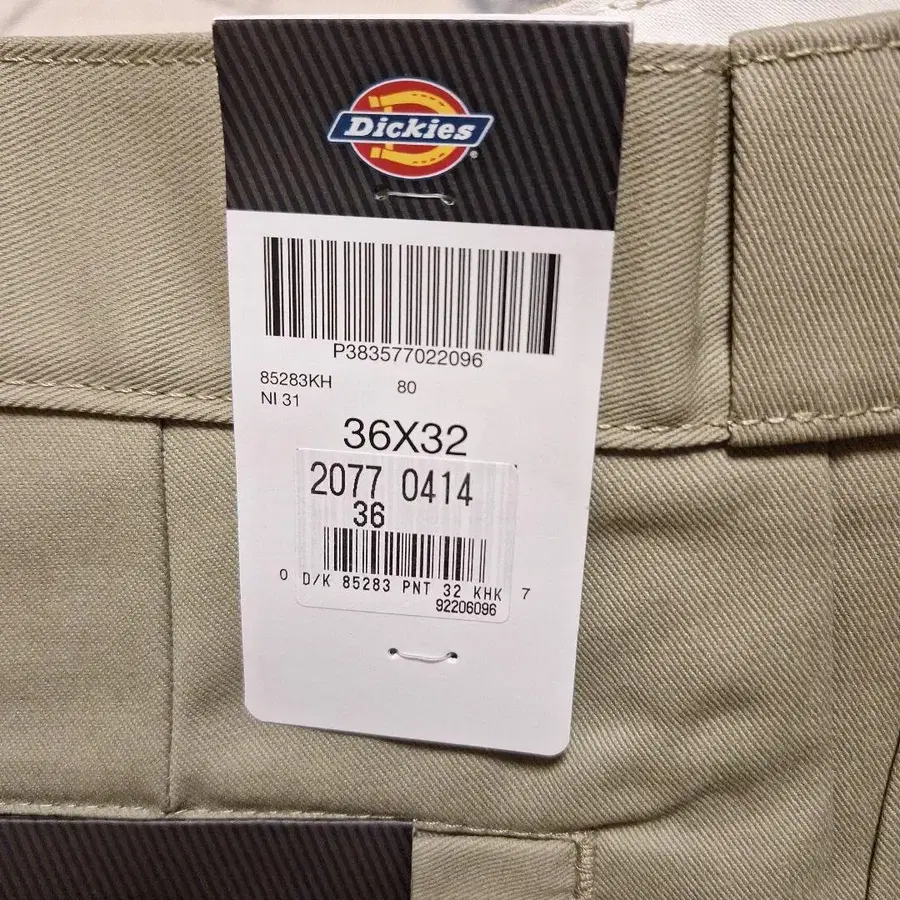 Dickies
P383577022096
85283KH 80
NI 31
36X32
2077 0414
36
0 D/K 85283 PNT 32 KHK 7
92206096